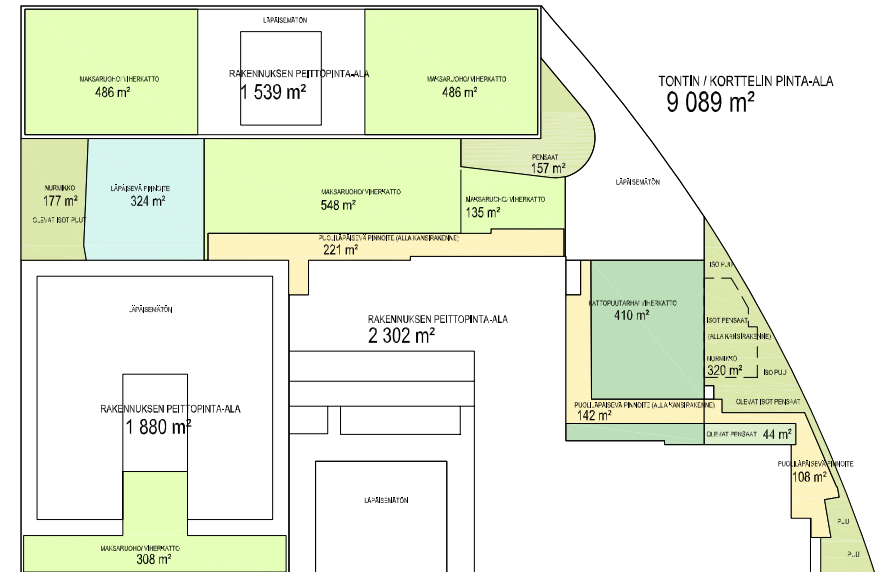 LÄPÄISEMÄTÖN
MAKSARUOHO/VIHERKATTO
486 m²
RAKENNUKSEN PEITTOPINTA-ALA
1 539 m²
MAKSARUOHO/VIHERKATTO
486 m²
TONTIN / KORTTELIN PINTA-ALA
9 089 m²
PENSAAT
157 m²
LÄPÄISEMÄTÖN
NURMIKKO
177 m²
OLEVAT ISOT PUUT
LÄPÄISEVÄ PINNOITE
324 m²
MAKSARUOHO/VIHERKATTO
548 m²
MAKSARUOHO/VIHERKATTO
135 m²
PUOLILÄPÄISEVÄ PINNOITE (ALLA KANSIRAKENNE)
221 m²
ISO PUU
LÄPÄISEMÄTÖN
RAKENNUKSEN PEITTOPINTA-ALA
2 302 m²
KATTOPUUTARHA/VIHERKATTO
410 m²
ISOT PENSAAT
(ALLA KANSIRAKENNE)
NURMIKKO
320 m²
ISO PUU
OLEVAT ISOT PENSAAT
RAKENNUKSEN PEITTOPINTA-ALA
1 880 m²
PUOLILÄPÄISEVÄ PINNOITE (ALLA KANSIRAKENNE)
142 m²
OLEVAT PENSAAT 44 m²
PUOLILÄPÄISEVÄ PINNOITE
108 m²
LÄPÄISEMÄTÖN
PUU
PUU
MAKSARUOHO/VIHERKATTO
308 m²